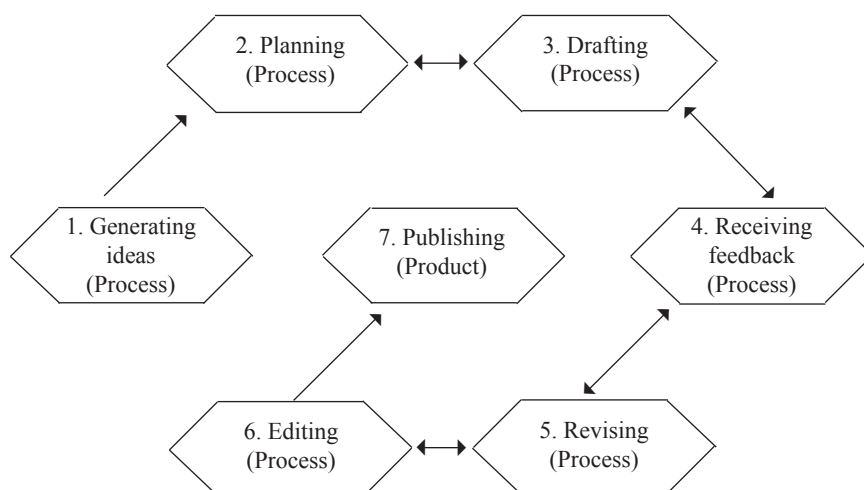 2. Planning
(Process)
3. Drafting
(Process)
1. Generating
ideas
(Process)
7. Publishing
(Product)
4. Receiving
feedback
(Process)
6. Editing
(Process)
5. Revising
(Process)